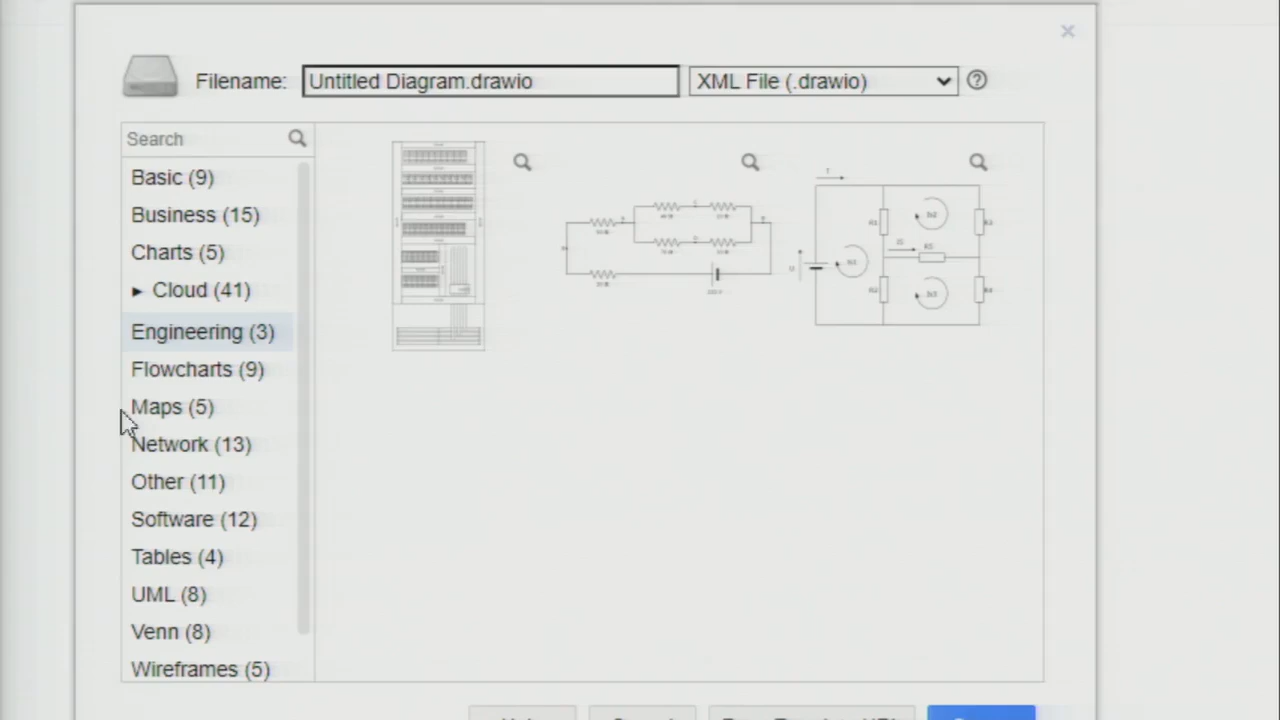 Filename: Untitled Diagram.drawio XML File (.drawio) ?
Search
Basic (9)
Business (15)
Charts (5)
Cloud (41)
Engineering (3)
Flowcharts (9)
Maps (5)
Network (13)
Other (11)
Software (12)
Tables (4)
UML (8)
Venn (8)
Wireframes (5)